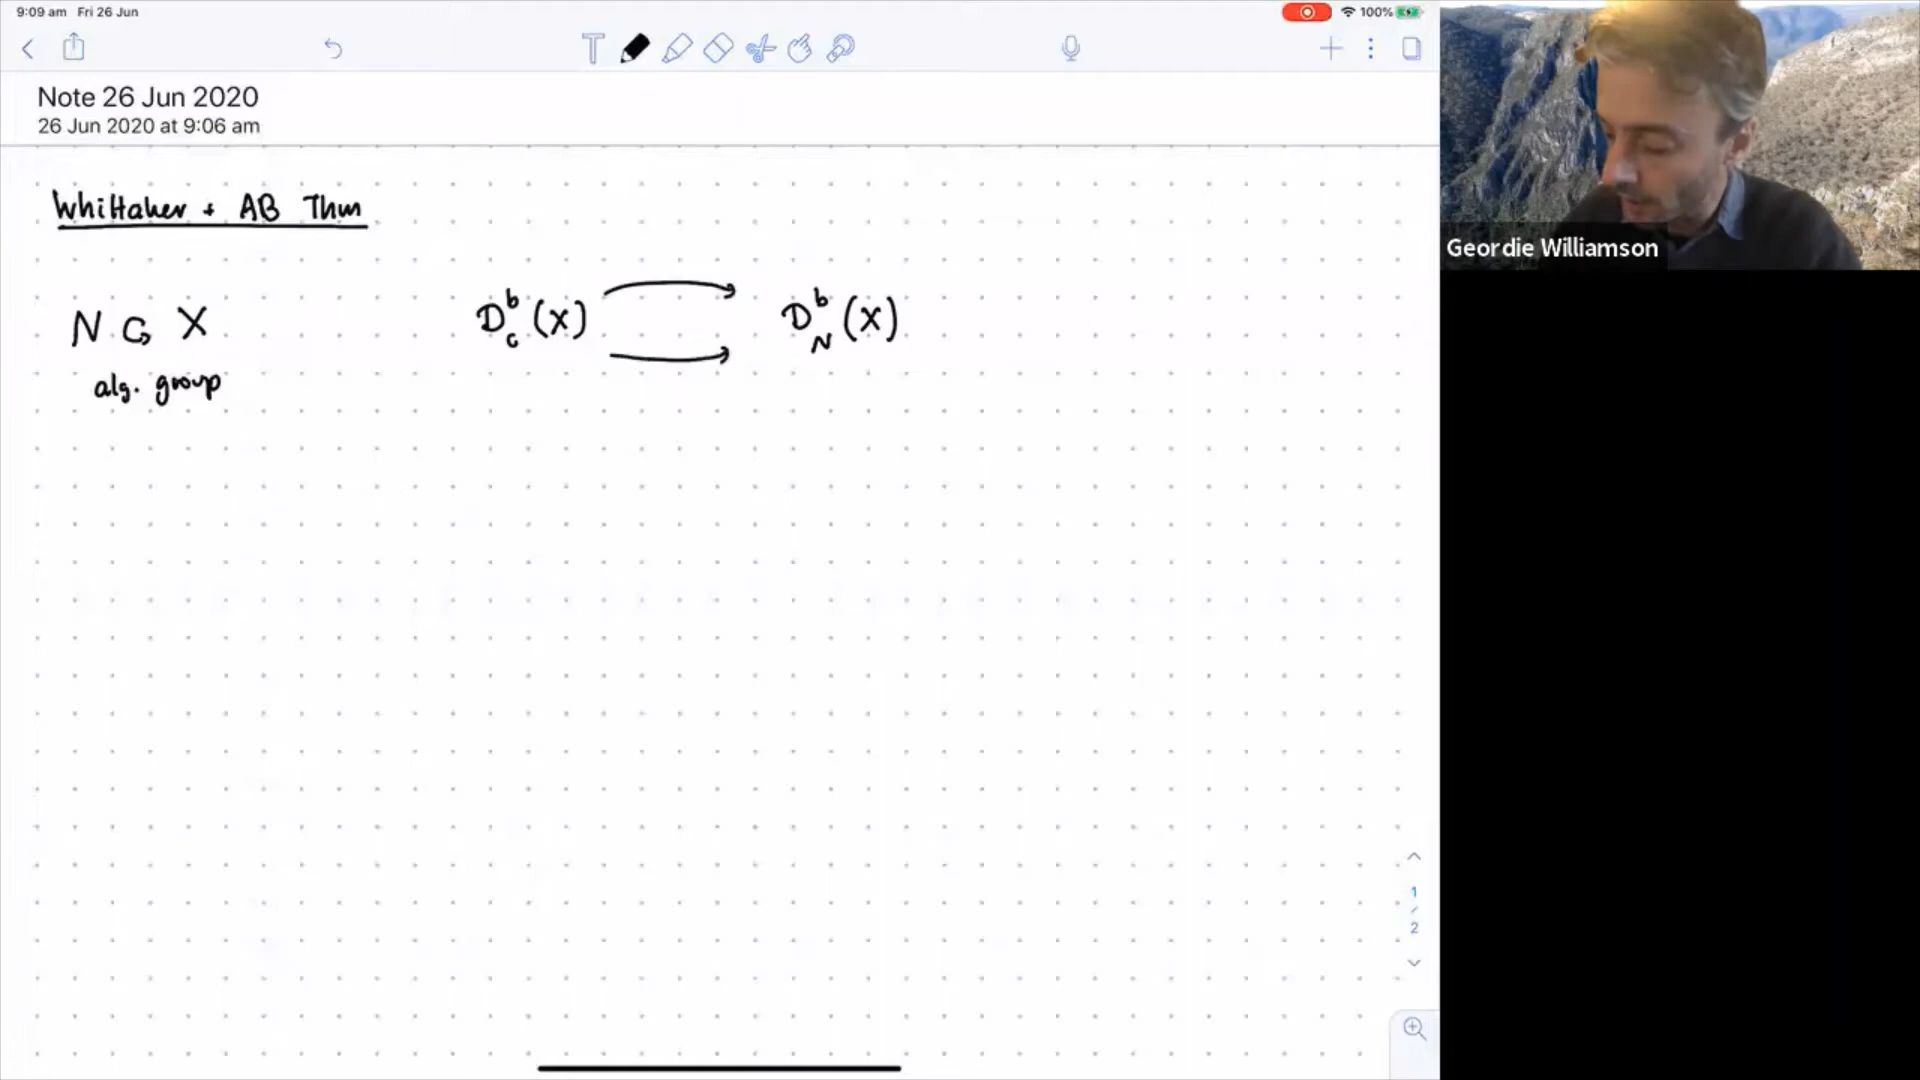 9:09 am Fri 26 Jun
100%
Note 26 Jun 2020
26 Jun 2020 at 9:06 am
Whittaker + AB Thm
N ↻ X
D^b_c (X) → → D^b_N (X)
alg. group
1 / 2
Geordie Williamson